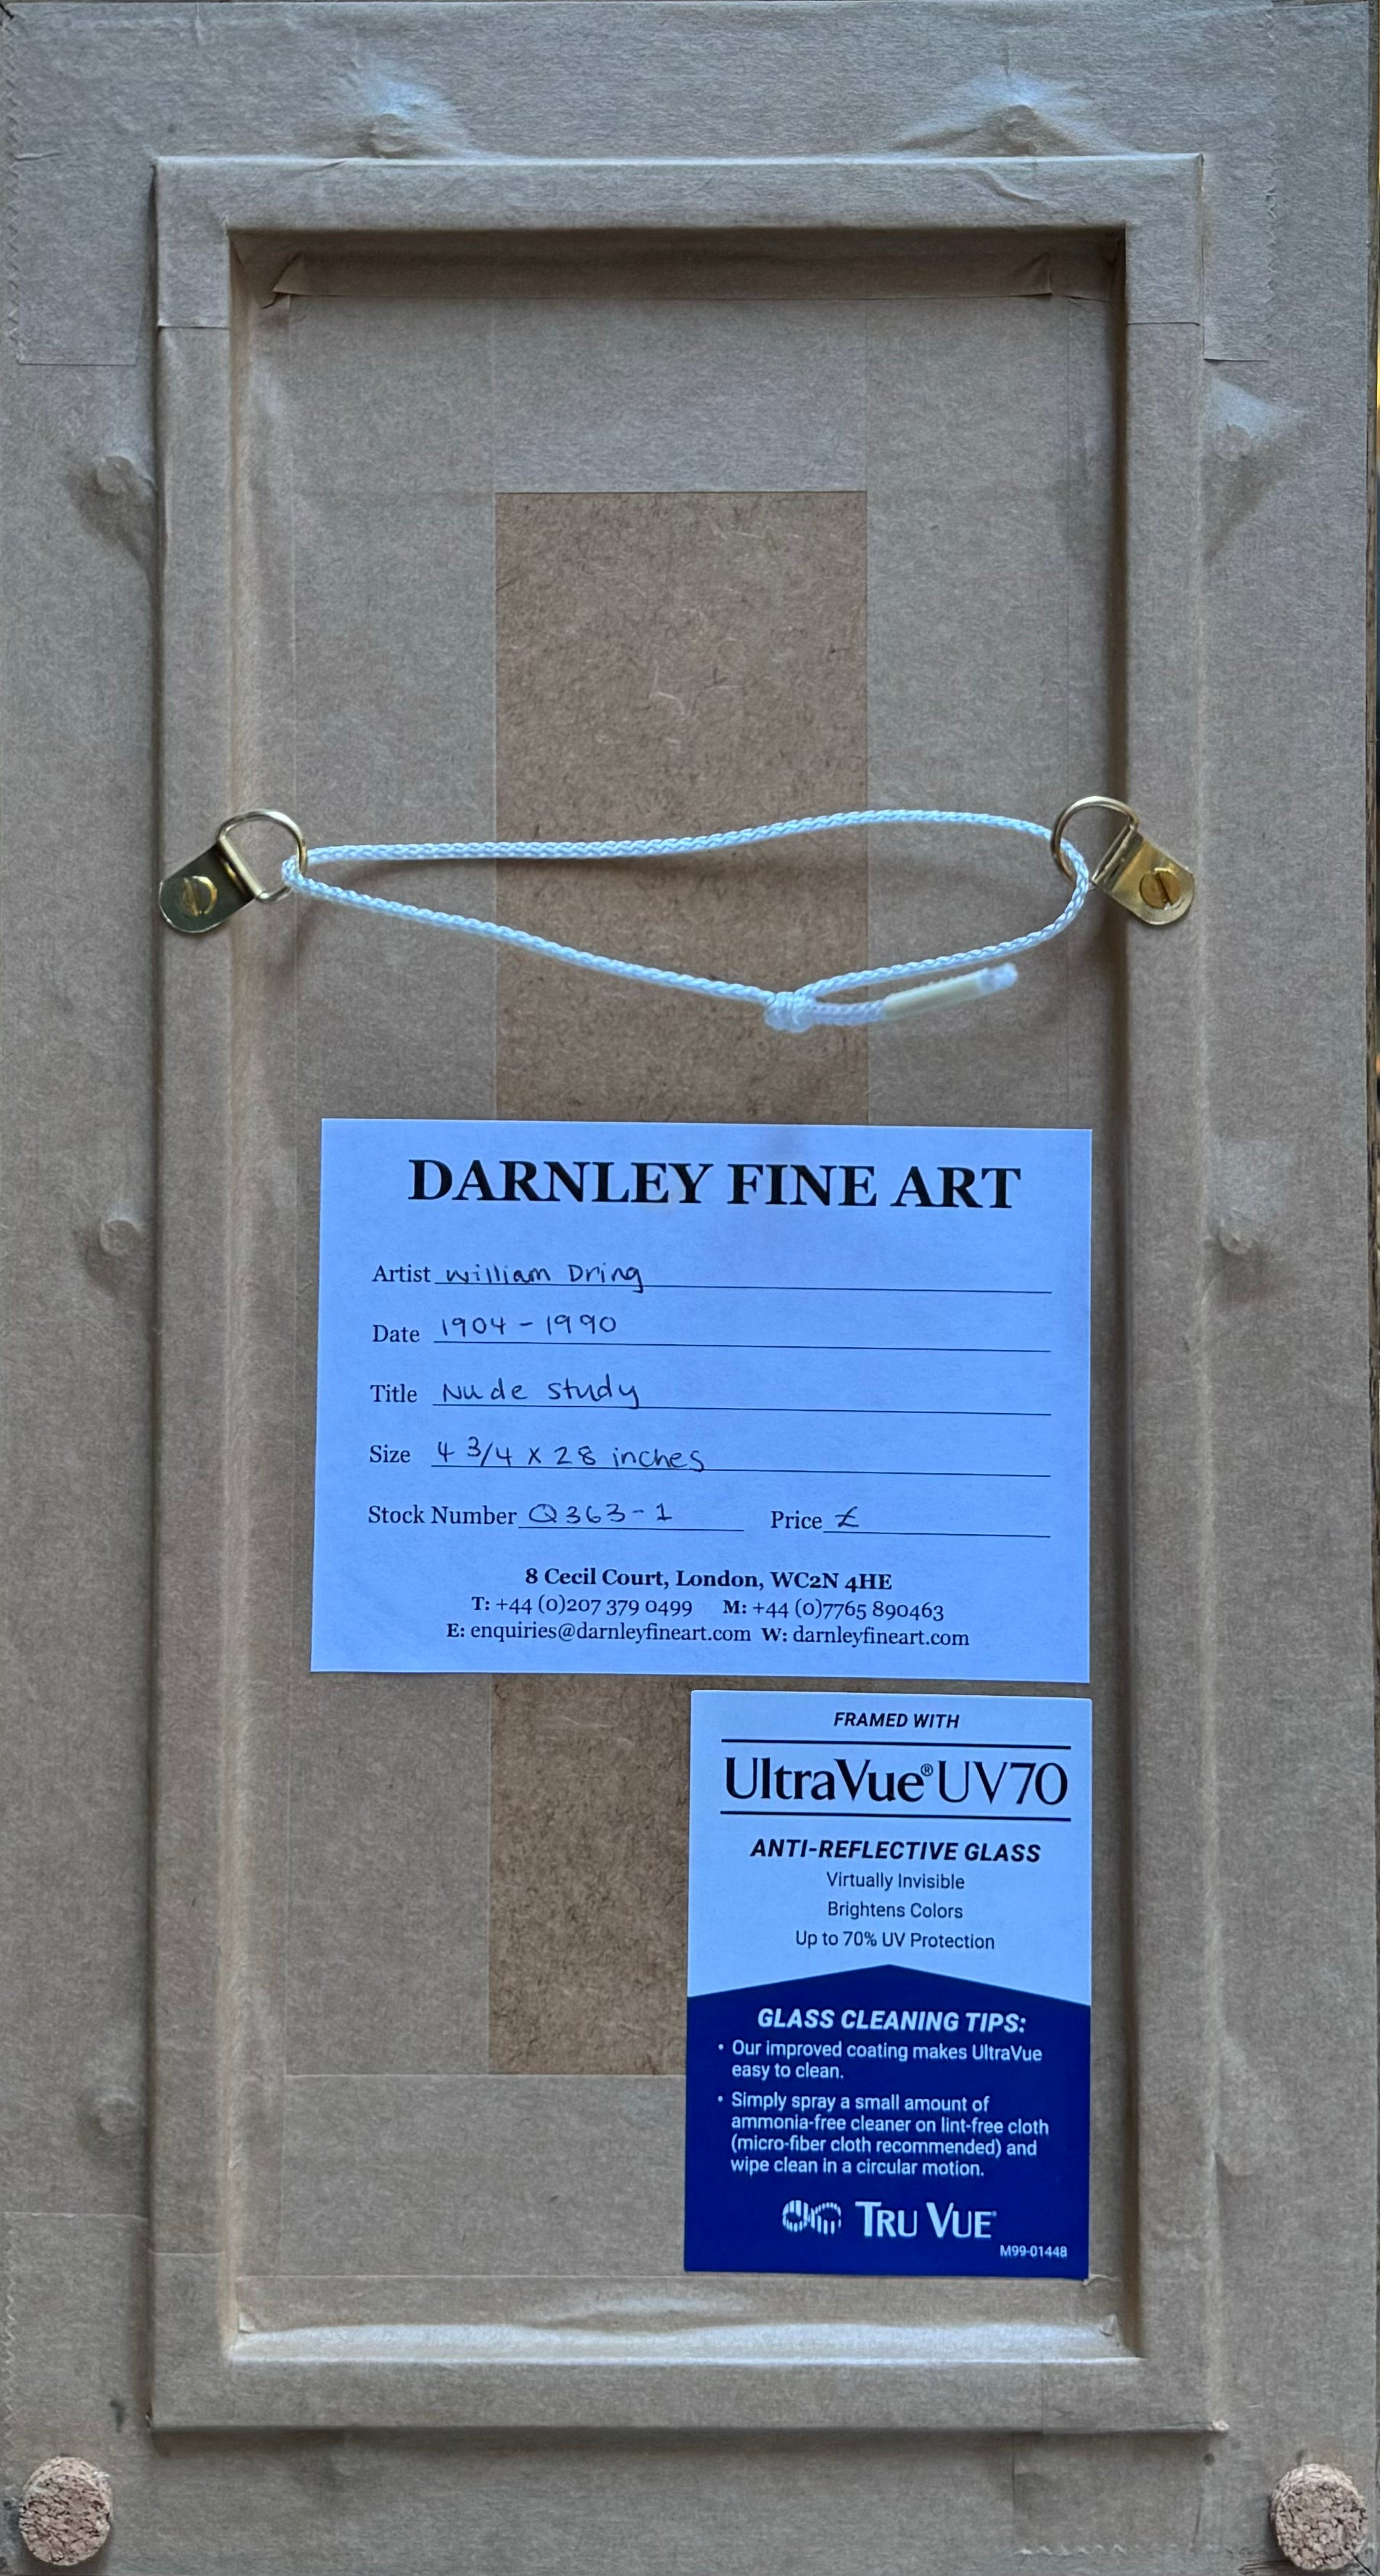 DARNLEY FINE ART
Artist William Dring
Date 1904 - 1990
Title Nude study
Size 4 3/4 x 28 inches
Stock Number Q363-1 Price £
8 Cecil Court, London, WC2N 4HE
T: +44 (0)207 379 0499 M: +44 (0)7765 890463
E: enquiries@darnleyfineart.com W: darnleyfineart.com
FRAMED WITH
UltraVue® UV70
ANTI-REFLECTIVE GLASS
Virtually Invisible
Brightens Colors
Up to 70% UV Protection
GLASS CLEANING TIPS:
• Our improved coating makes UltraVue
easy to clean.
• Simply spray a small amount of
ammonia-free cleaner on lint-free cloth
(micro-fiber cloth recommended) and
wipe clean in a circular motion.
TRU VUE®
M99-01448